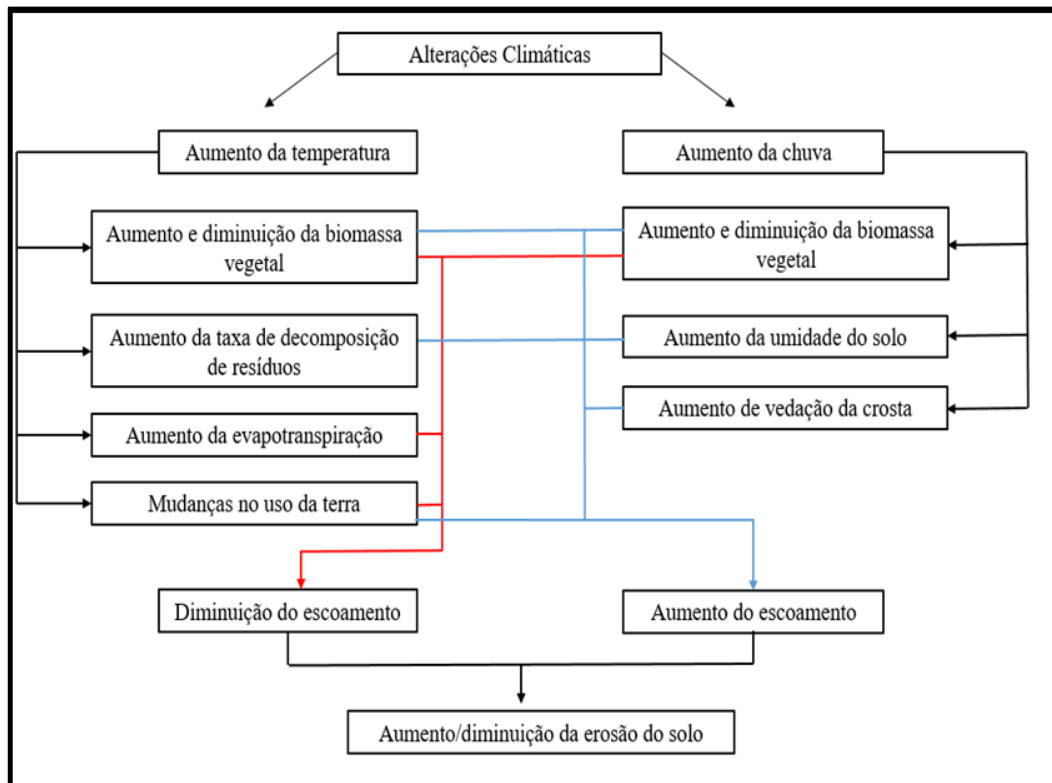 Alterações Climáticas
Aumento da temperatura
Aumento da chuva
Aumento e diminuição da biomassa
vegetal
Aumento e diminuição da biomassa
vegetal
Aumento da taxa de decomposição
de resíduos
Aumento da umidade do solo
Aumento de vedação da crosta
Aumento da evapotranspiração
Mudanças no uso da terra
Diminuição do escoamento
Aumento do escoamento
Aumento/diminuição da erosão do solo